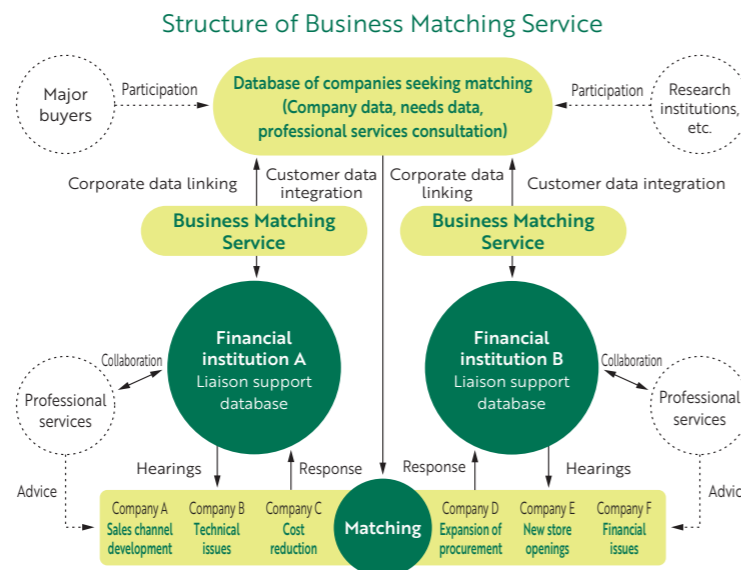 Structure of Business Matching Service
Major
buyers
Participation
Database of companies seeking matching
(Company data, needs data,
professional services consultation)
Participation
Research
institutions,
etc.
Corporate data linking
Customer data
integration
Corporate data
linking
Customer data integration
Business Matching
Service
Business Matching
Service
Financial
institution A
Liaison support
database
Financial
institution B
Liaison support
database
Collaboration
Professional
services
Collaboration
Professional
services
Hearings
Response
Response
Hearings
Advice
Advic
Company A
Sales channel
development
Company B
Technical
issues
Company C
Cost
reduction
Matching
Company D
Expansion of
procurement
Company E
New store
openings
Company F
Financial
issues